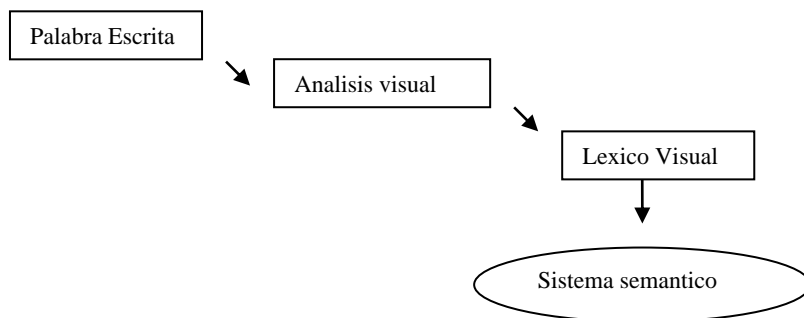 Palabra Escrita
Analisis visual
Lexico Visual
Sistema semantico